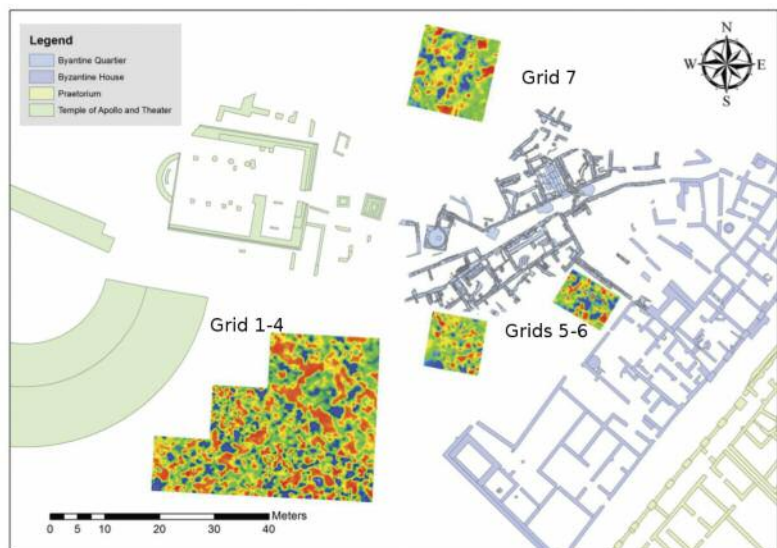 Legend
Byantine Quartier
Byzantine House
Praetorium
Temple of Apollo and Theater
Grid 7
N
W E
S
Grid 1-4
Grids 5-6
Meters
0 5 10 20 30 40